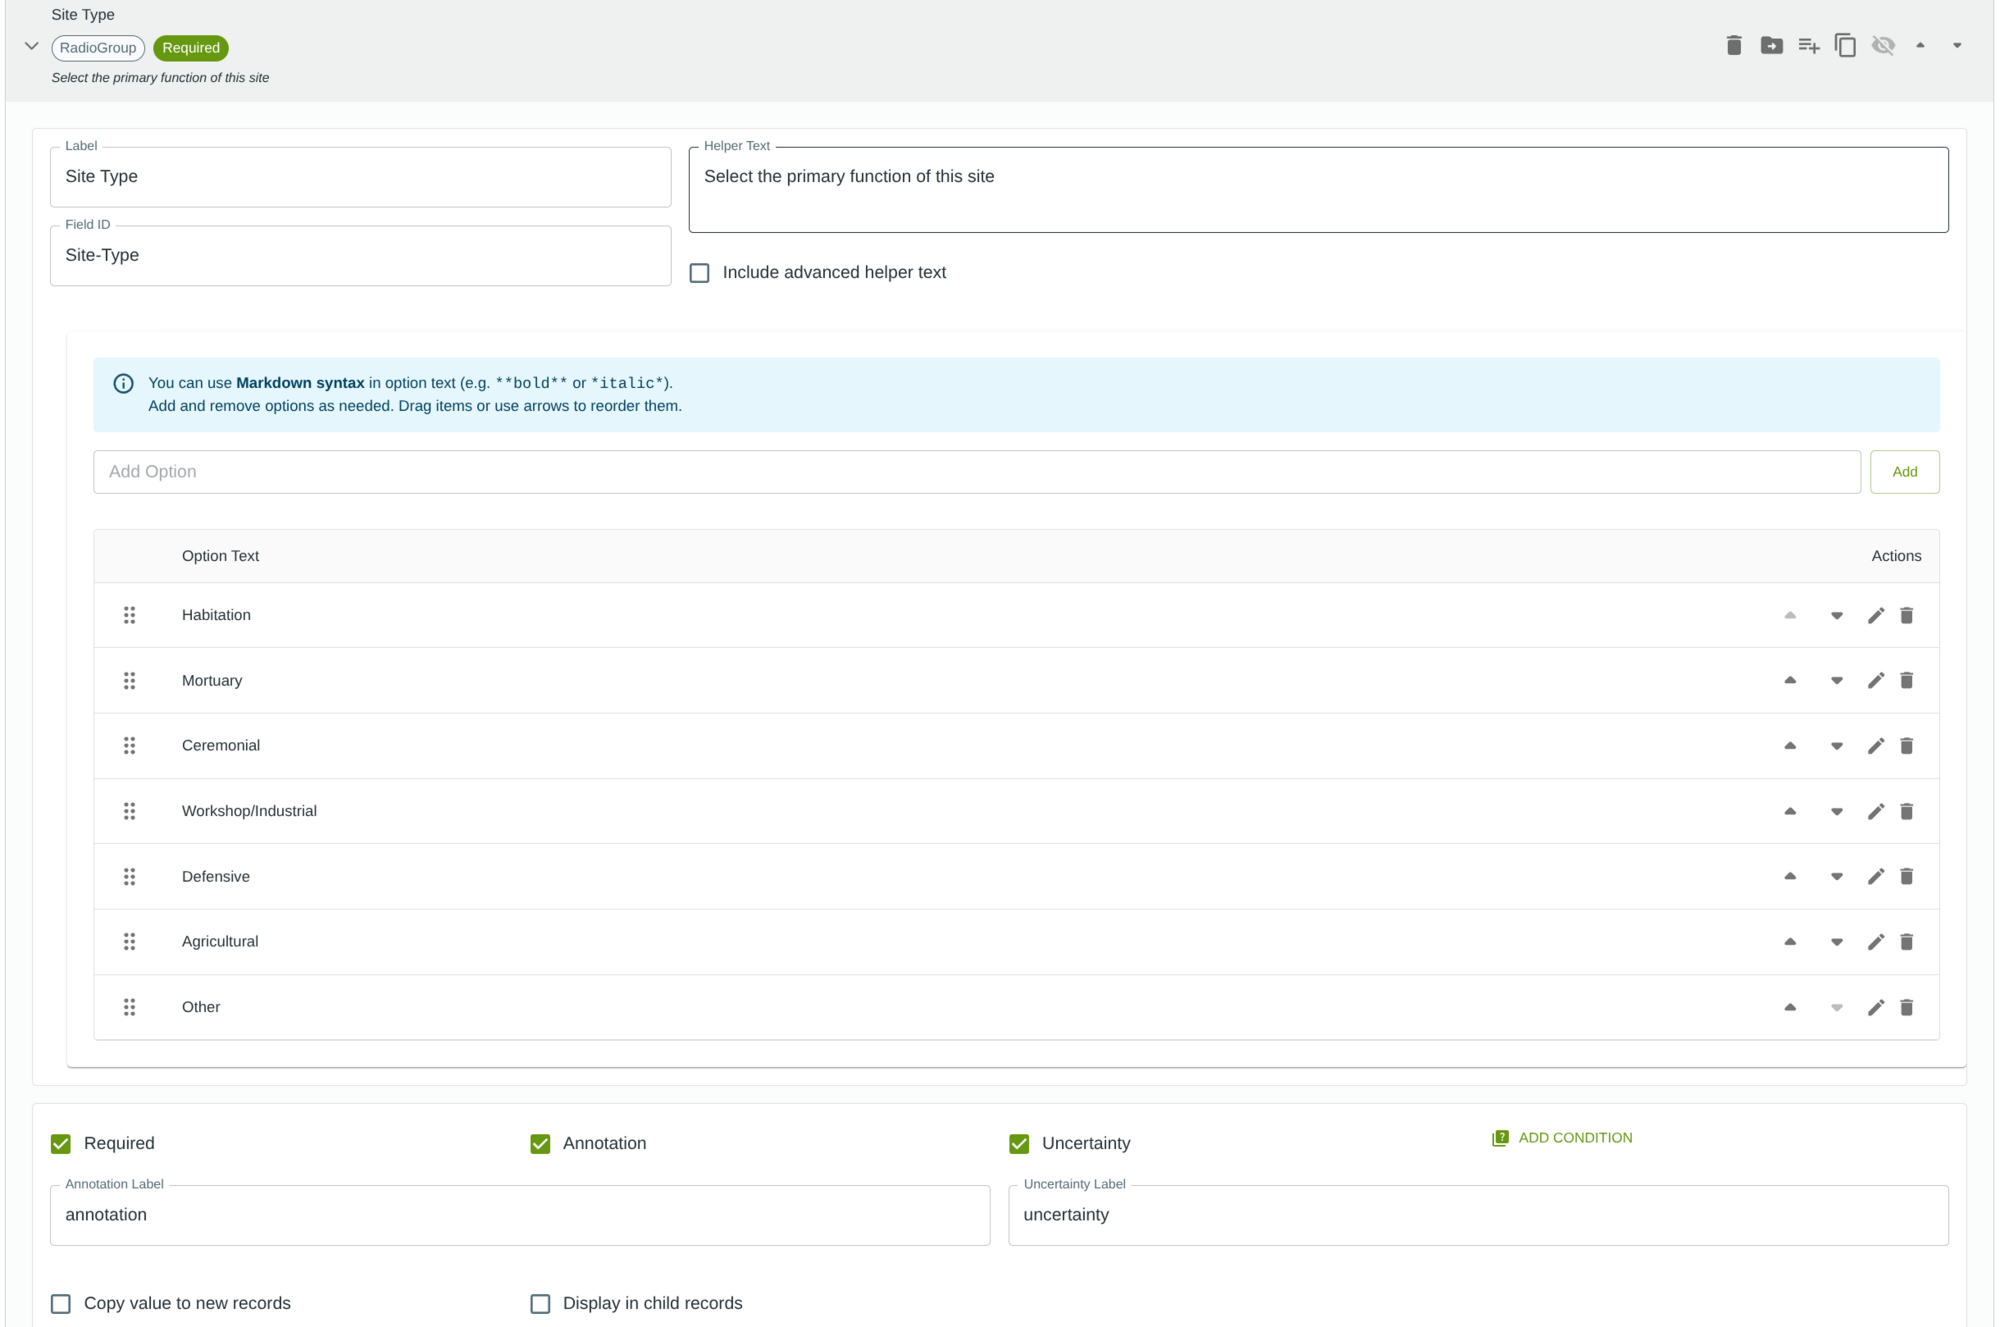 Site Type
RadioGroup Required
Select the primary function of this site
Label
Site Type
Helper Text
Select the primary function of this site
Field ID
Site-Type
Include advanced helper text
You can use Markdown syntax in option text (e.g. **bold** or *italic*).
Add and remove options as needed. Drag items or use arrows to reorder them.
Add Option
Add
Option Text Actions
Habitation
Mortuary
Ceremonial
Workshop/Industrial
Defensive
Agricultural
Other
Required Annotation Uncertainty ADD CONDITION
Annotation Label
annotation
Uncertainty Label
uncertainty
Copy value to new records Display in child records